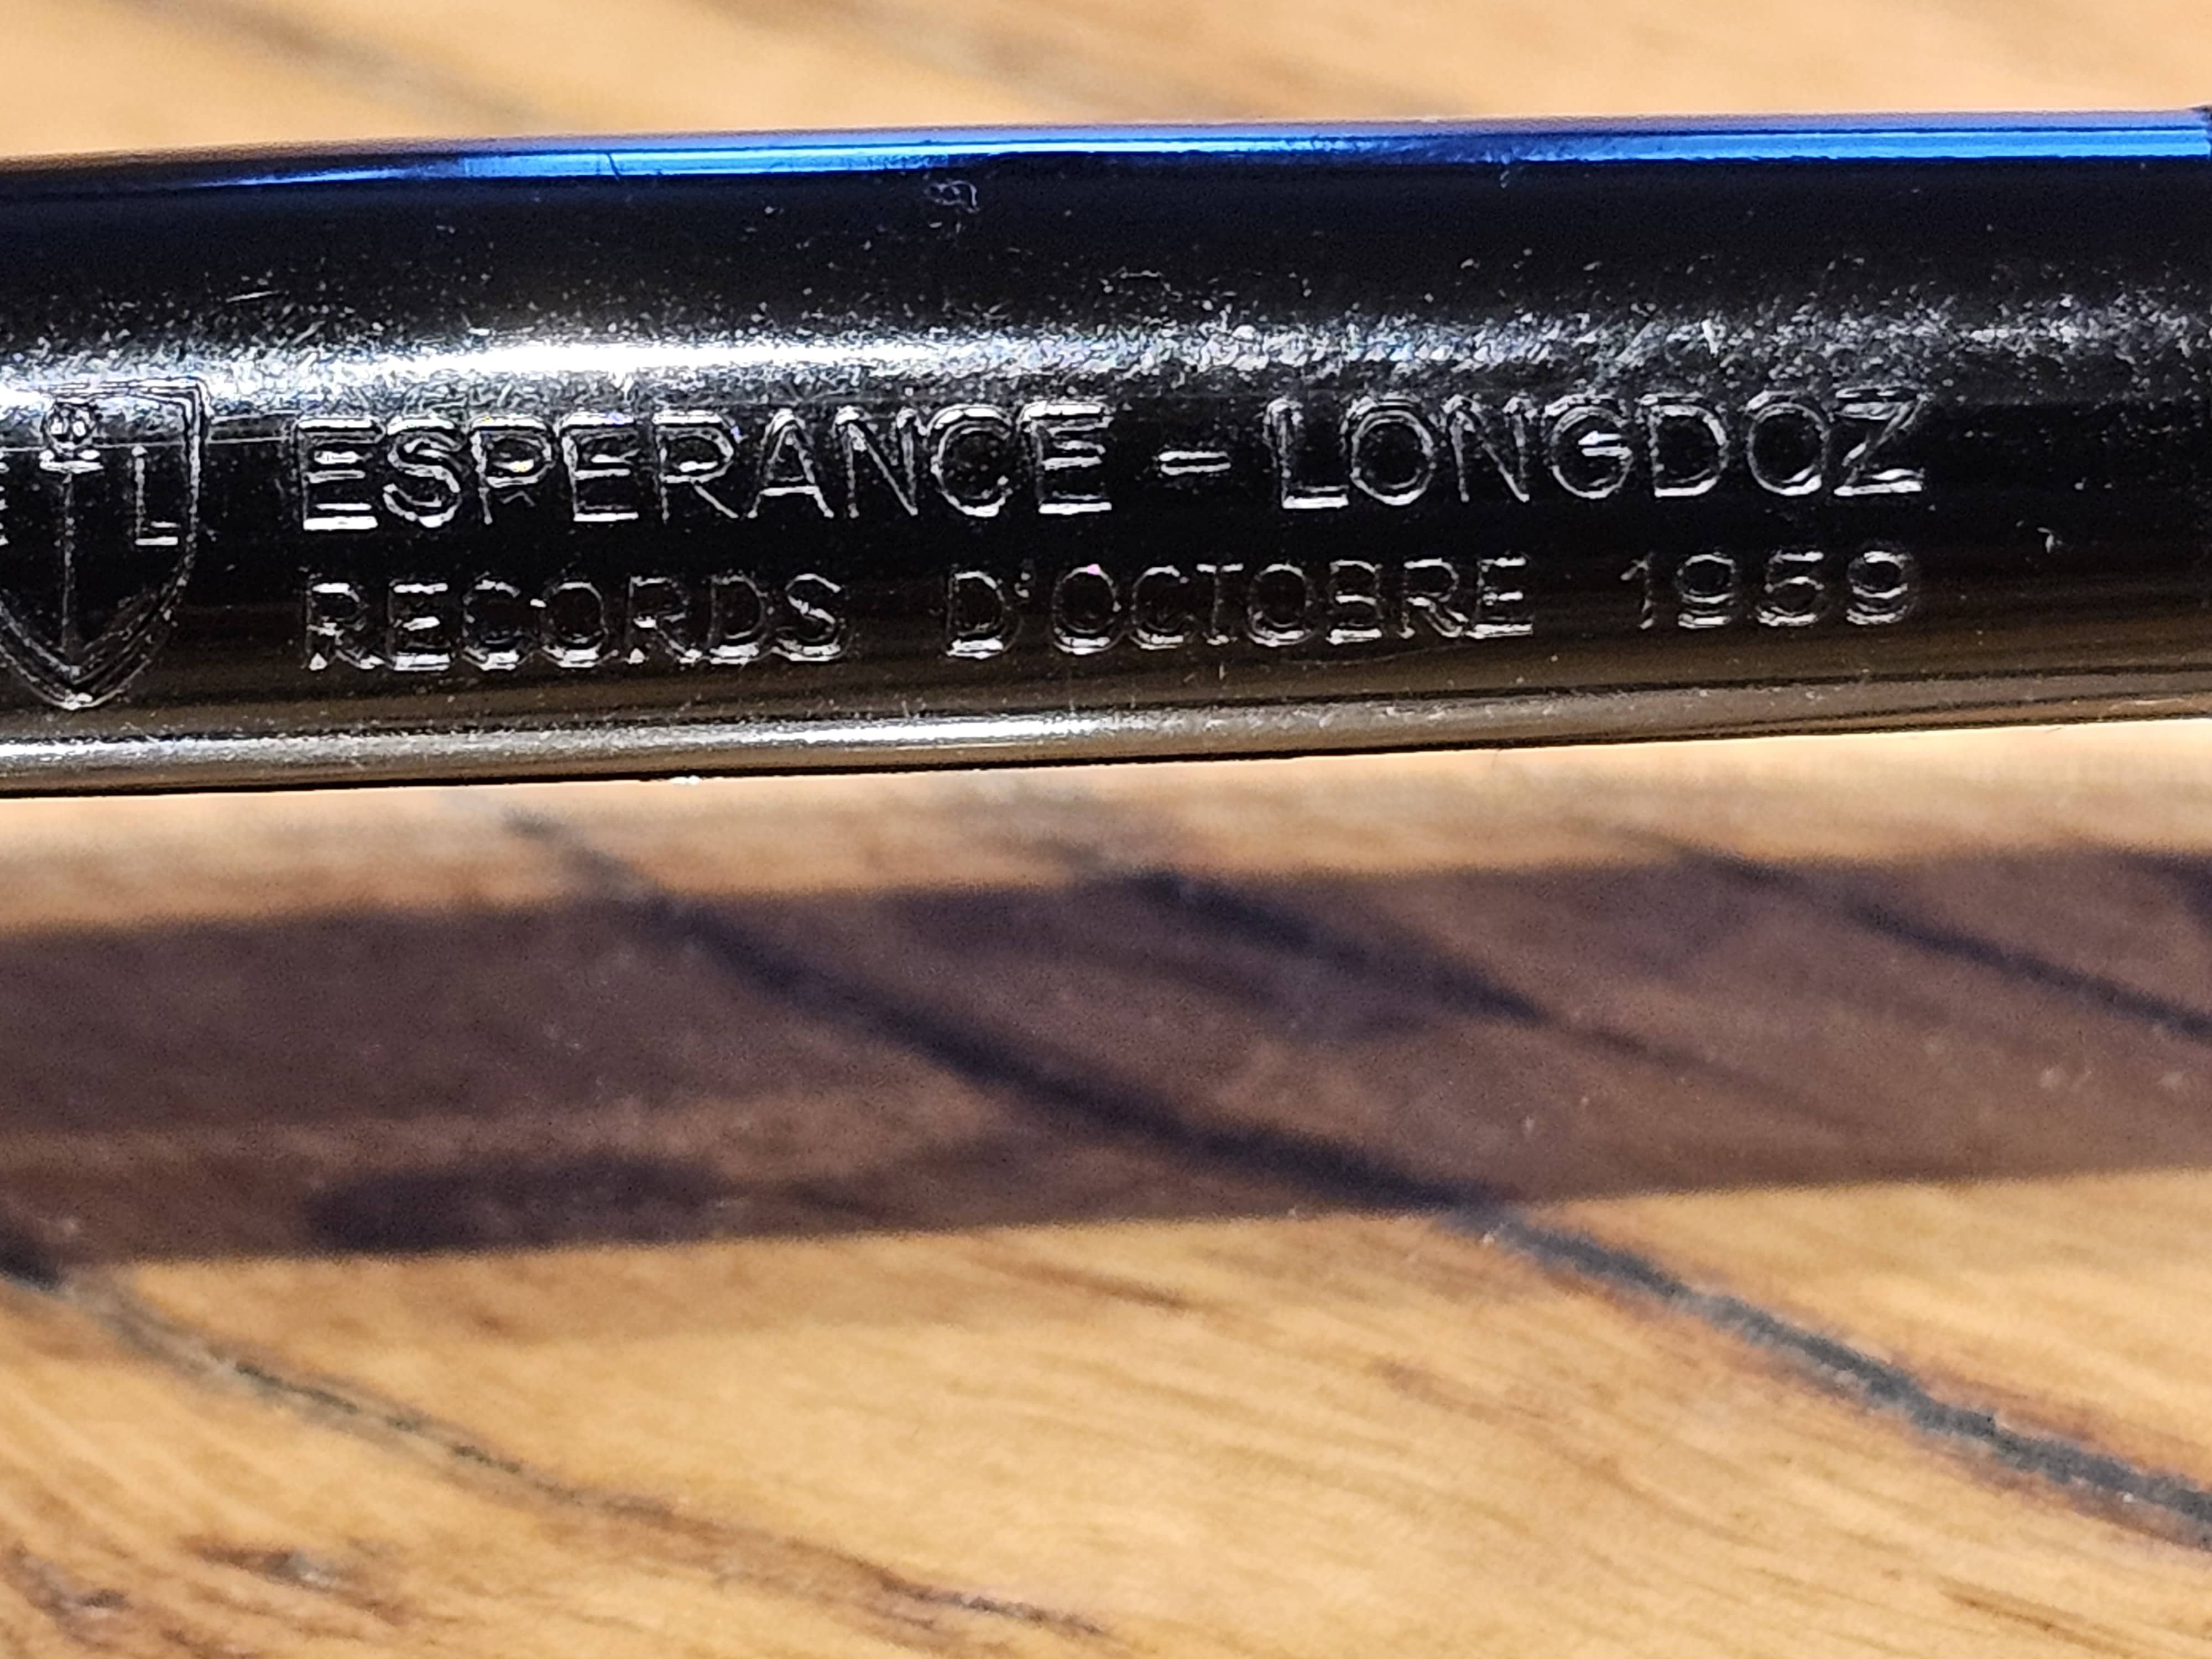 E L
ESPERANCE - LONGDOZ
RECORDS D'OCTOBRE 1959